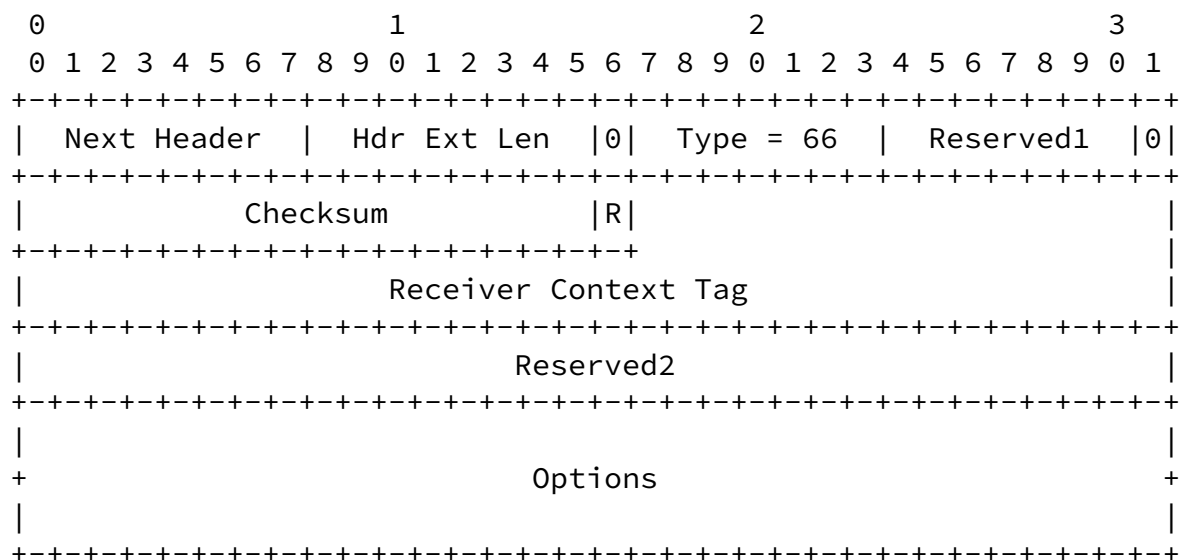 0                   1                   2                   3
 0 1 2 3 4 5 6 7 8 9 0 1 2 3 4 5 6 7 8 9 0 1 2 3 4 5 6 7 8 9 0 1
+-+-+-+-+-+-+-+-+-+-+-+-+-+-+-+-+-+-+-+-+-+-+-+-+-+-+-+-+-+-+-+-+
|  Next Header  |  Hdr Ext Len  |0|  Type = 66  |  Reserved1  |0|
+-+-+-+-+-+-+-+-+-+-+-+-+-+-+-+-+-+-+-+-+-+-+-+-+-+-+-+-+-+-+-+-+
|            Checksum           |R|                             |
+-+-+-+-+-+-+-+-+-+-+-+-+-+-+-+-+-+                             |
|                    Receiver Context Tag                       |
+-+-+-+-+-+-+-+-+-+-+-+-+-+-+-+-+-+-+-+-+-+-+-+-+-+-+-+-+-+-+-+-+
|                           Reserved2                           |
+-+-+-+-+-+-+-+-+-+-+-+-+-+-+-+-+-+-+-+-+-+-+-+-+-+-+-+-+-+-+-+-+
|                                                               |
+                            Options                            +
|                                                               |
+-+-+-+-+-+-+-+-+-+-+-+-+-+-+-+-+-+-+-+-+-+-+-+-+-+-+-+-+-+-+-+-+